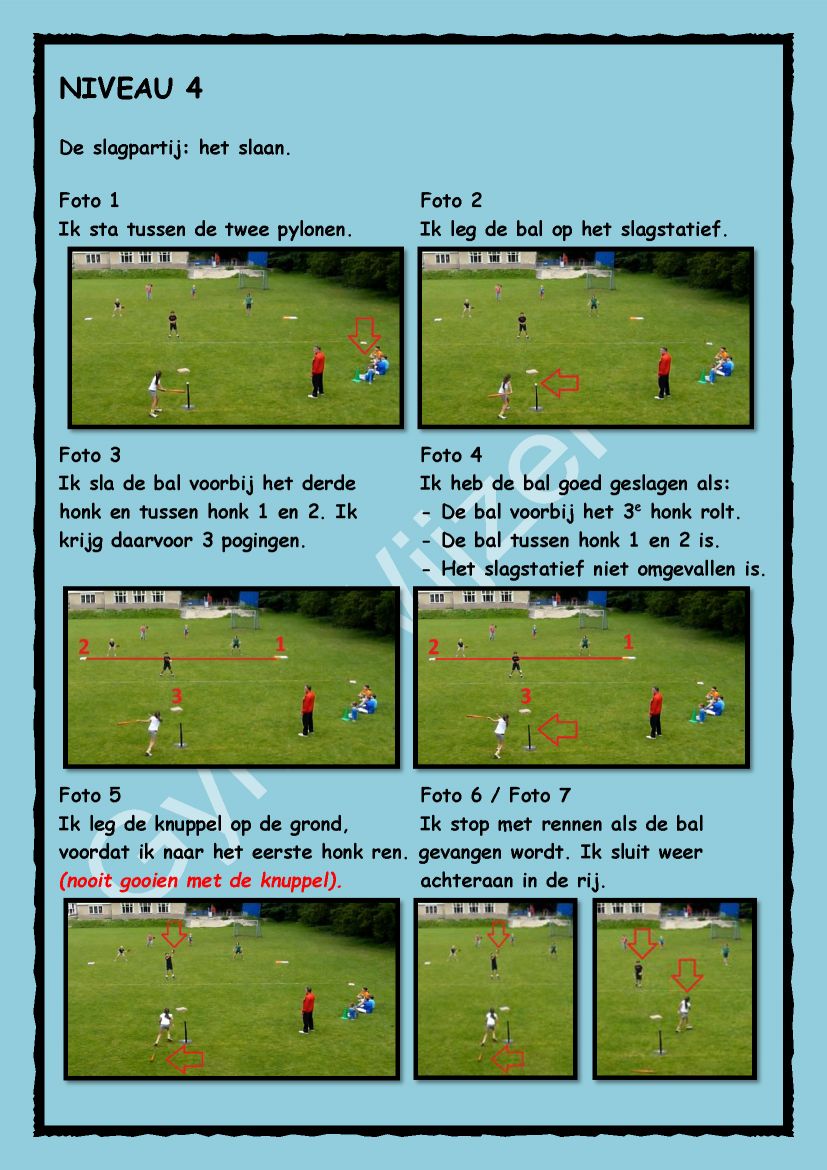 NIVEAU 4
De slagpartij: het slaan.
Foto 1
Ik sta tussen de twee pylonen.
Foto 2
Ik leg de bal op het slagstatief.
Foto 3
Ik sla de bal voorbij het derde
honk en tussen honk 1 en 2. Ik
krijg daarvoor 3 pogingen.
Foto 4
Ik heb de bal goed geslagen als:
- De bal voorbij het 3e honk rolt.
- De bal tussen honk 1 en 2 is.
- Het slagstatief niet omgevallen is.
2
1
3
2
1
3
Foto 5
Ik leg de knuppel op de grond,
voordat ik naar het eerste honk ren.
(nooit gooien met de knuppel).
Foto 6 / Foto 7
Ik stop met rennen als de bal
gevangen wordt. Ik sluit weer
achteraan in de rij.